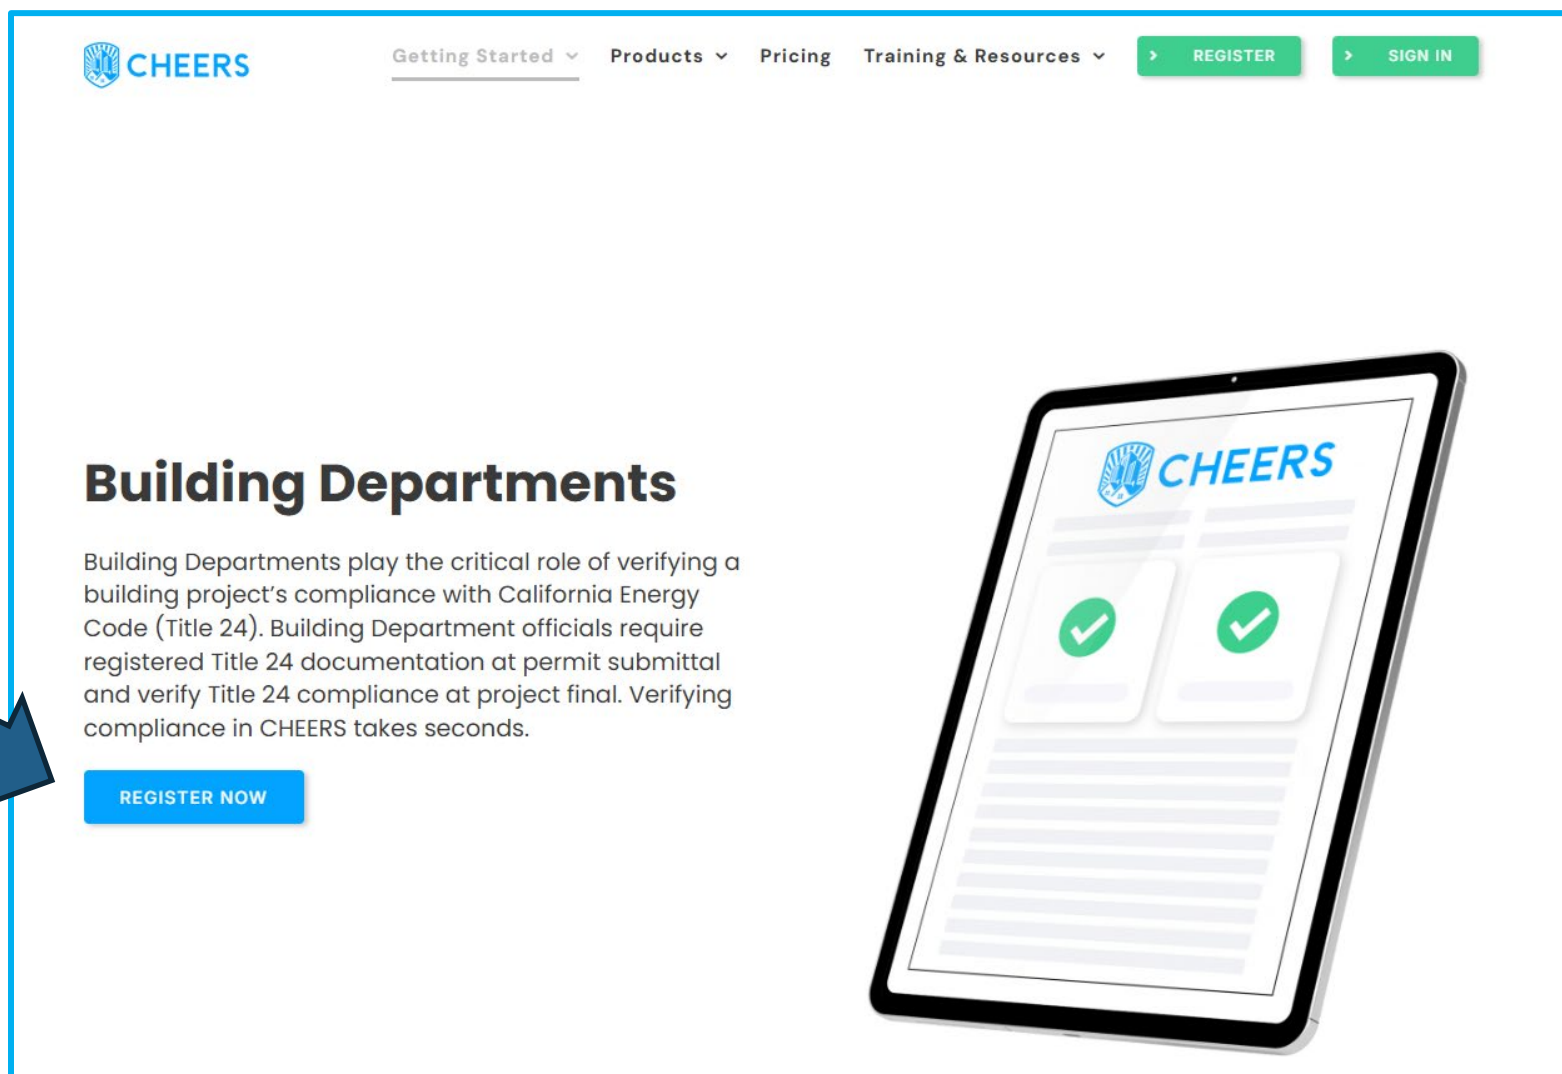 CHEERS
Getting Started
Products
Pricing
Training & Resources
REGISTER
SIGN IN
Building Departments
Building Departments play the critical role of verifying a
building project's compliance with California Energy
Code (Title 24). Building Department officials require
registered Title 24 documentation at permit submittal
and verify Title 24 compliance at project final. Verifying
compliance in CHEERS takes seconds.
REGISTER NOW
CHEERS